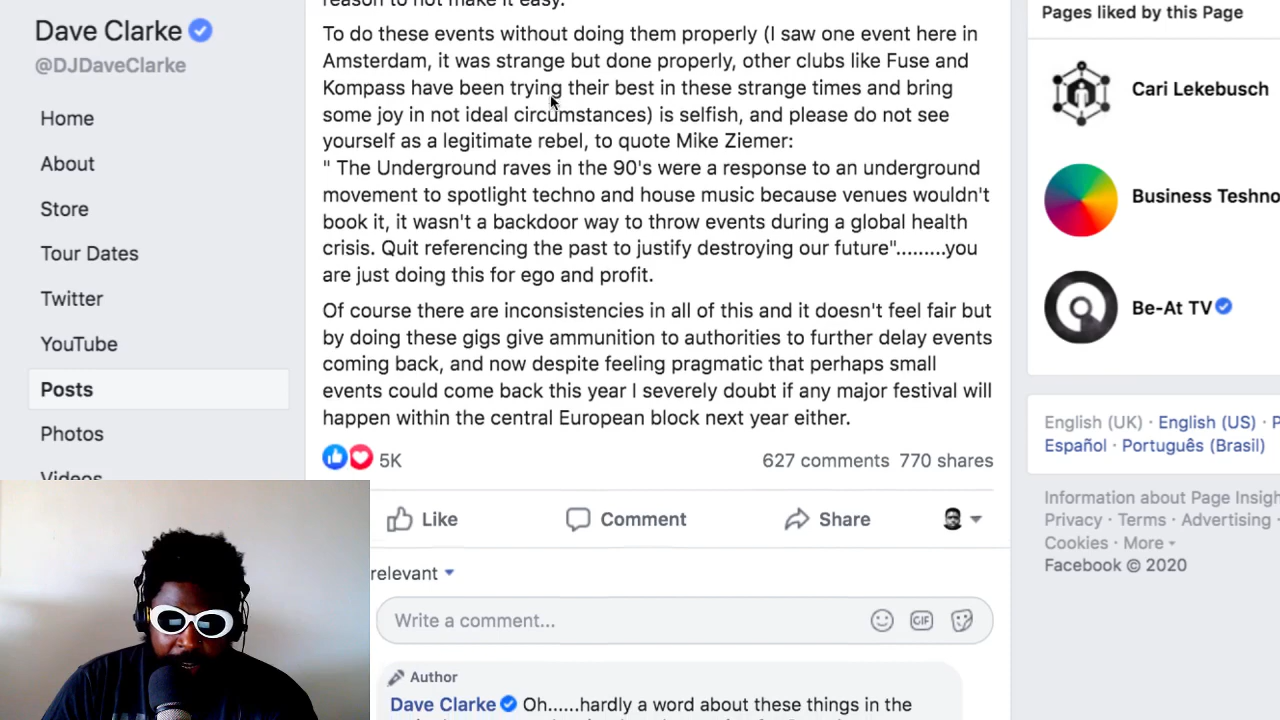 Dave Clarke
@DJDaveClarke
Home
About
Store
Tour Dates
Twitter
YouTube
Posts
Photos
Videos
reason to not make it easy.
To do these events without doing them properly (I saw one event here in
Amsterdam, it was strange but done properly, other clubs like Fuse and
Kompass have been trying their best in these strange times and bring
some joy in not ideal circumstances) is selfish, and please do not see
yourself as a legitimate rebel, to quote Mike Ziemer:
" The Underground raves in the 90's were a response to an underground
movement to spotlight techno and house music because venues wouldn't
book it, it wasn't a backdoor way to throw events during a global health
crisis. Quit referencing the past to justify destroying our future".........you
are just doing this for ego and profit.
Of course there are inconsistencies in all of this and it doesn't feel fair but
by doing these gigs give ammunition to authorities to further delay events
coming back, and now despite feeling pragmatic that perhaps small
events could come back this year I severely doubt if any major festival will
happen within the central European block next year either.
5K
627 comments 770 shares
Like
Comment
Share
relevant
Write a comment...
GIF
Author
Dave Clarke Oh......hardly a word about these things in the
Pages liked by this Page
Cari Lekebusch
Business Teshno
Be-At TV
English (UK) · English (US) ·
Español · Português (Brasil)
Information about Page Insigh
Privacy · Terms · Advertising
Cookies · More
Facebook © 2020